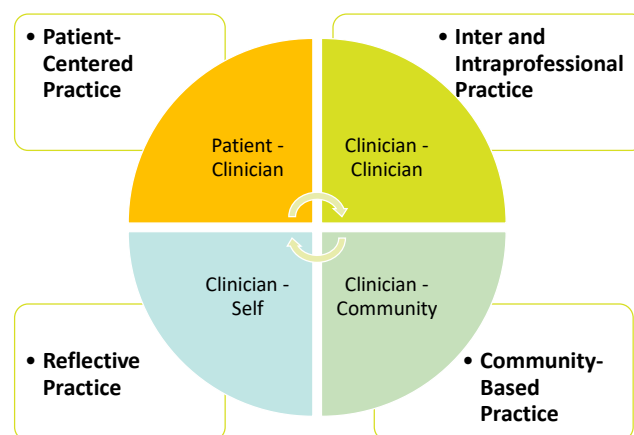 • Patient-
Centered
Practice
• Inter and
Intraprofessional
Practice
Patient -
Clinician
Clinician -
Clinician
Clinician -
Self
Clinician -
Community
• Reflective
Practice
• Community-
Based
Practice